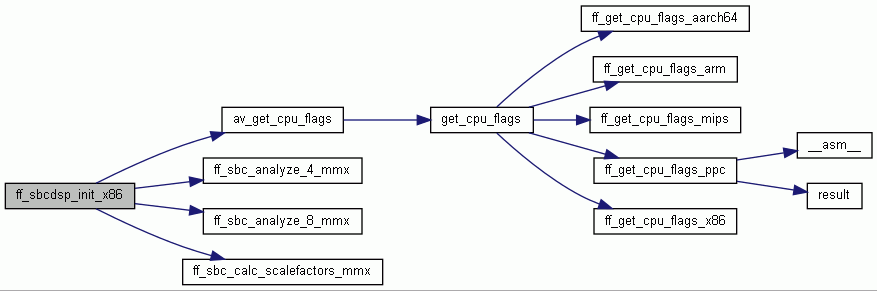 ff_sbcdsp_init_x86
av_get_cpu_flags
ff_sbc_analyze_4_mmx
ff_sbc_analyze_8_mmx
ff_sbc_calc_scalefactors_mmx
get_cpu_flags
ff_get_cpu_flags_aarch64
ff_get_cpu_flags_arm
ff_get_cpu_flags_mips
ff_get_cpu_flags_ppc
ff_get_cpu_flags_x86
__asm__
result